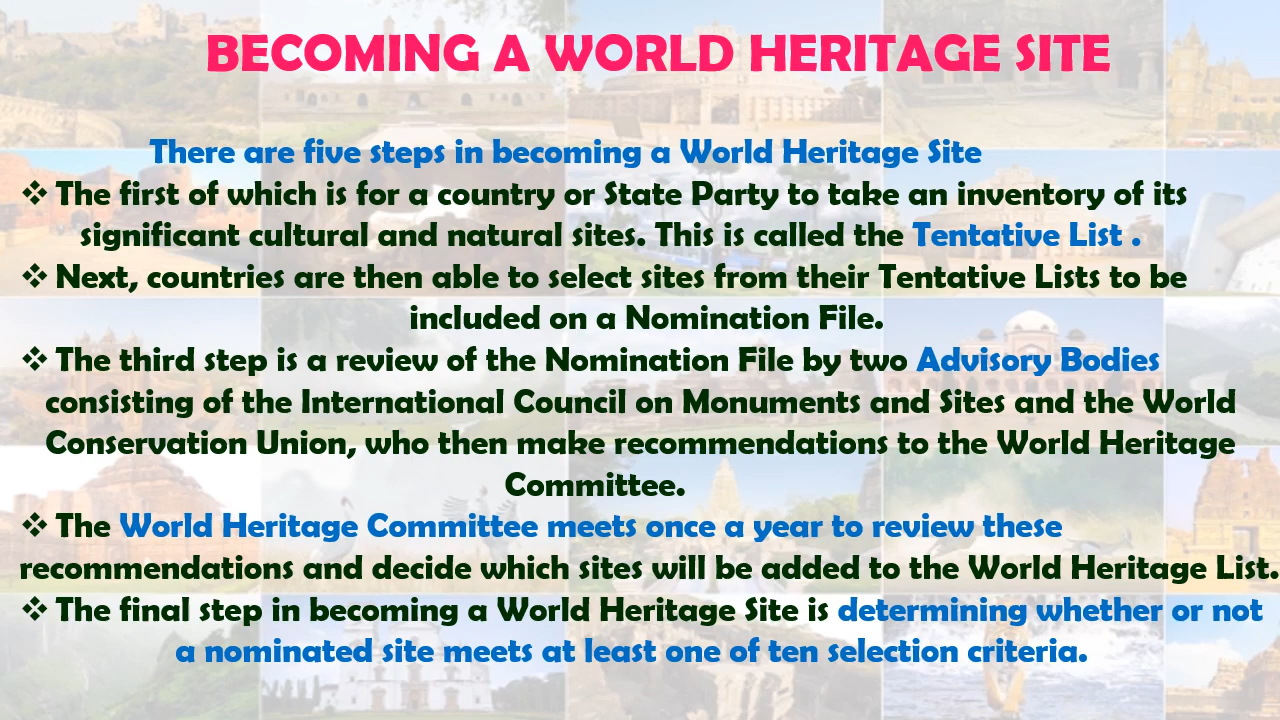 BECOMING A WORLD HERITAGE SITE
There are five steps in becoming a World Heritage Site
❖ The first of which is for a country or State Party to take an inventory of its
significant cultural and natural sites. This is called the Tentative List .
❖ Next, countries are then able to select sites from their Tentative Lists to be
included on a Nomination File.
❖ The third step is a review of the Nomination File by two Advisory Bodies
consisting of the International Council on Monuments and Sites and the World
Conservation Union, who then make recommendations to the World Heritage
Committee.
❖ The World Heritage Committee meets once a year to review these
recommendations and decide which sites will be added to the World Heritage List.
❖ The final step in becoming a World Heritage Site is determining whether or not
a nominated site meets at least one of ten selection criteria.